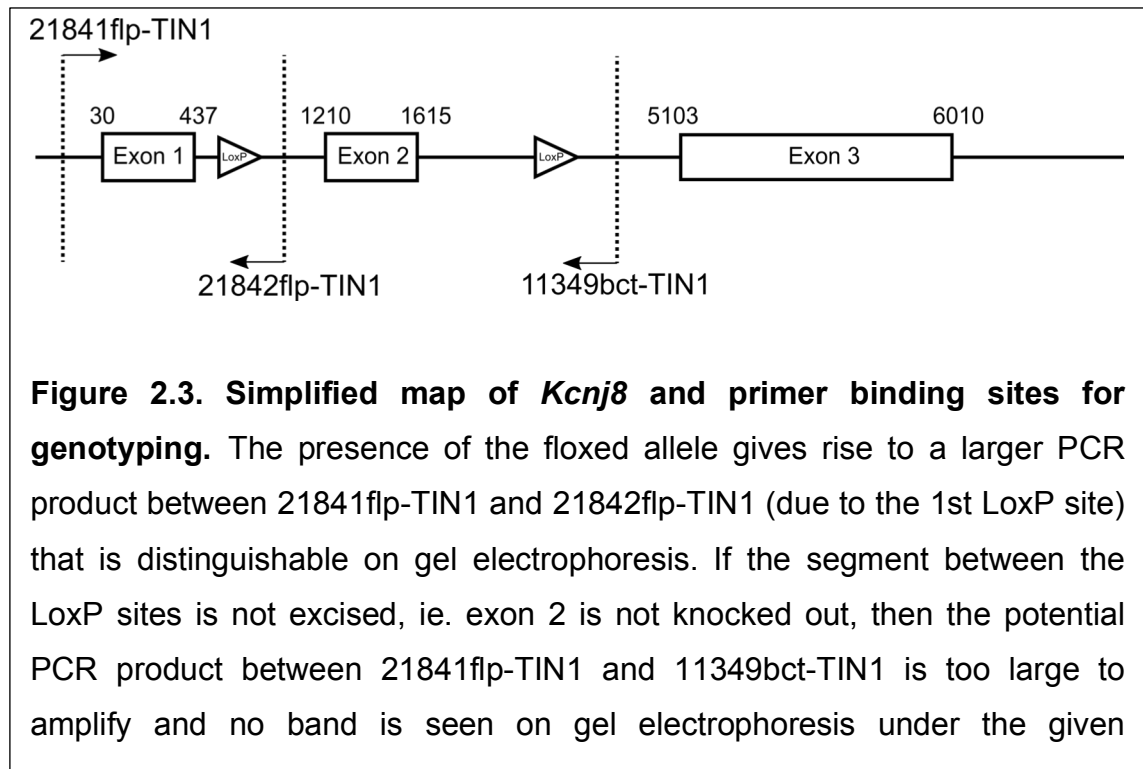 21841flp-TIN1
30 437 1210 1615 5103 6010
Exon 1 LoxP Exon 2 LoxP Exon 3
21842flp-TIN1 11349bct-TIN1
Figure 2.3. Simplified map of Kcnj8 and primer binding sites for
genotyping. The presence of the floxed allele gives rise to a larger PCR
product between 21841flp-TIN1 and 21842flp-TIN1 (due to the 1st LoxP site)
that is distinguishable on gel electrophoresis. If the segment between the
LoxP sites is not excised, ie. exon 2 is not knocked out, then the potential
PCR product between 21841flp-TIN1 and 11349bct-TIN1 is too large to
amplify and no band is seen on gel electrophoresis under the given